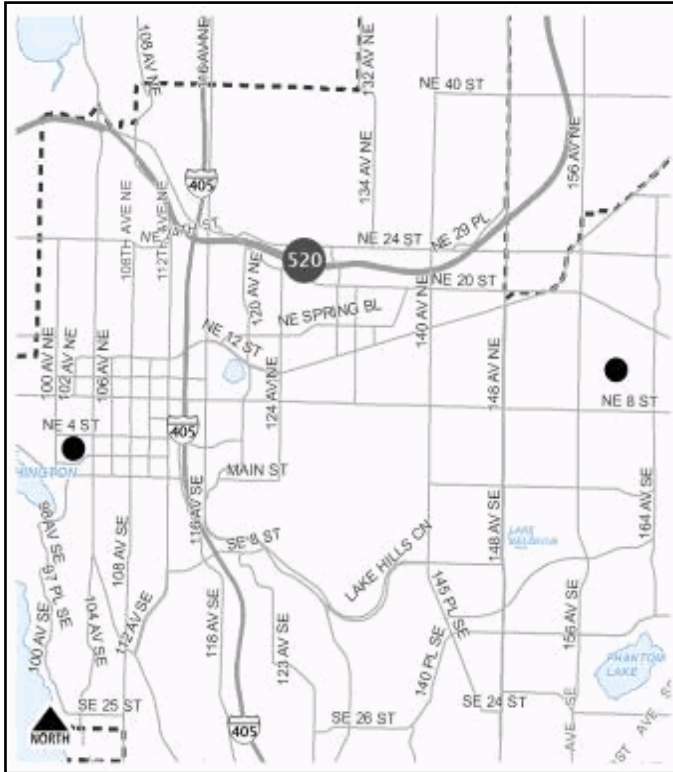 108 AV NE
116 AV NE
132 AV NE
NE 40 ST
156 AV NE
134 AV NE
405
108TH AVE NE
112TH AVE NE
NE 24 ST
NE 29 PL
520
NE 20 ST
120 AV NE
NE SPRING BL
140 AV NE
NE 12 ST
100 AV NE
102 AV NE
106 AV NE
124 AV NE
148 AV NE
NE 8 ST
NE 4 ST
405
HINGTON
MAIN ST
116 AV SE
164 AV SE
98 AV SE
SE 8 ST
LAKE HILLS CN
148 AV SE
LAKE
97 PL SE
108 AV SE
145 PL SE
100 AV SE
104 AV SE
112 AV SE
118 AV SE
123 AV SE
140 PL SE
156 AV SE
PHANTOM
LAKE
SE 25 ST
SE 24 ST
SE 26 ST
NORTH
405
AV SE
ST
AVE